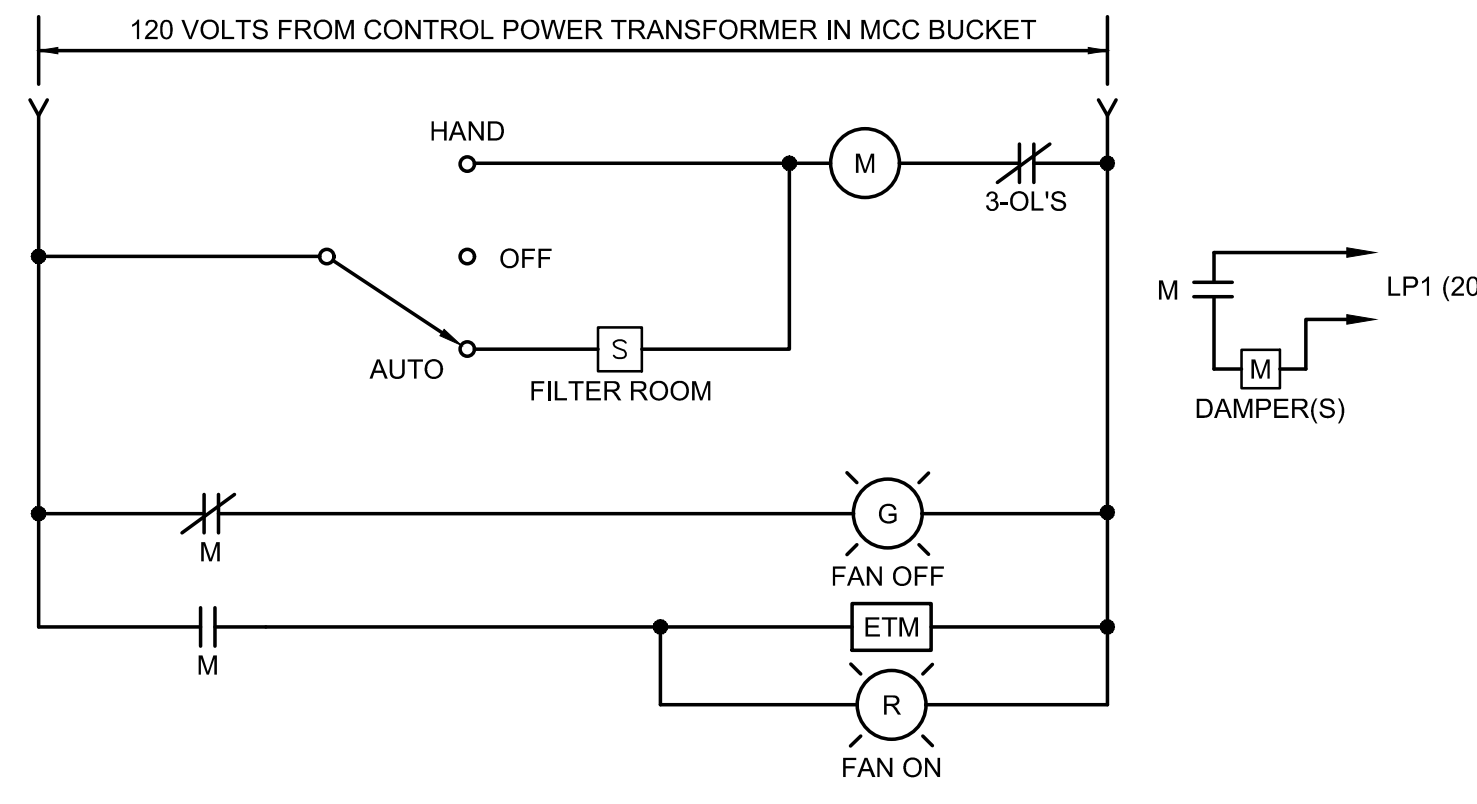 120 VOLTS FROM CONTROL POWER TRANSFORMER IN MCC BUCKET
HAND
M
3-OL'S
OFF
AUTO
S
FILTER ROOM
M
LP1 (20
M
DAMPER(S)
M
G
FAN OFF
M
ETM
R
FAN ON